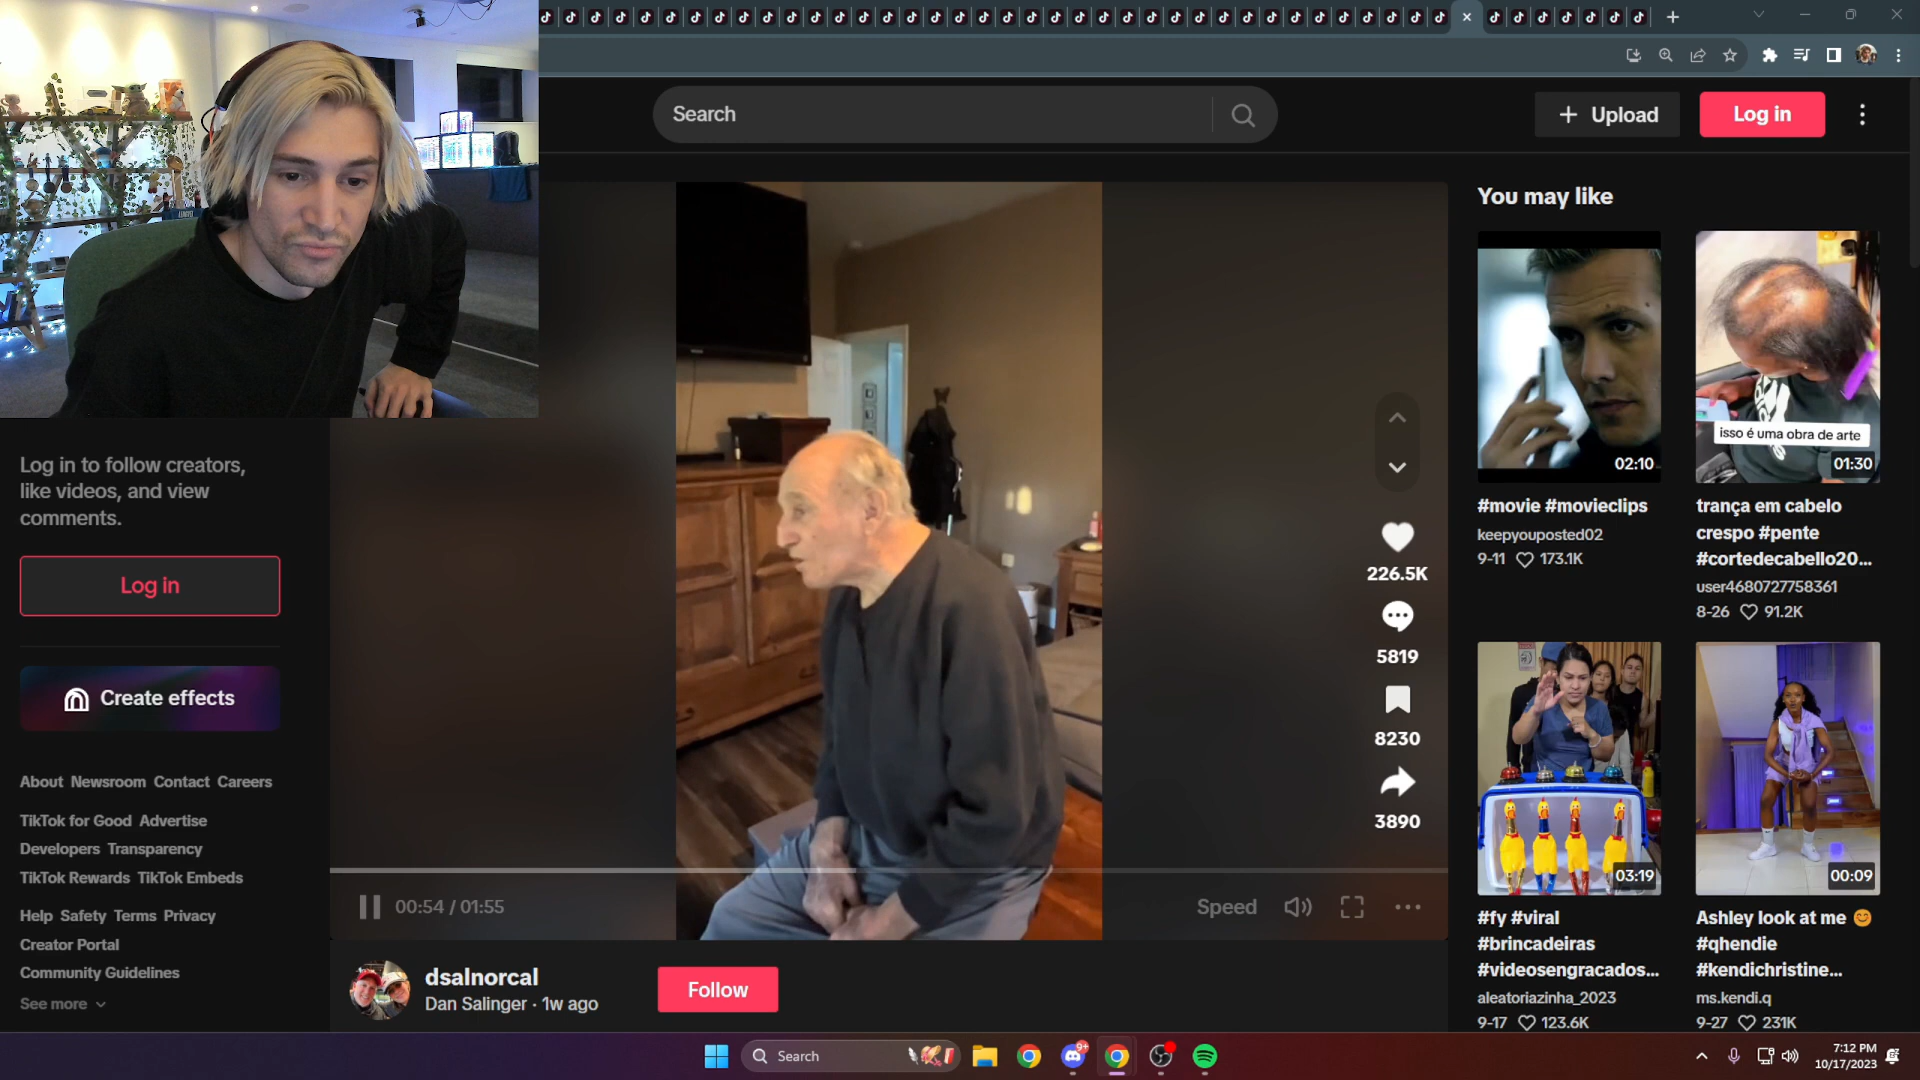 Search
Upload
Log in
You may like
Log in to follow creators,
like videos, and view
comments.
Log in
Create effects
About Newsroom Contact Careers
TikTok for Good Advertise
Developers Transparency
TikTok Rewards TikTok Embeds
Help Safety Terms Privacy
Creator Portal
Community Guidelines
See more
226.5K
5819
8230
3890
00:54 / 01:55
Speed
dsalnorcal
Dan Salinger · 1w ago
Follow
02:10
#movie #movieclips
keepyouposted02
9-11 173.1K
isso é uma obra de arte
01:30
trança em cabelo
crespo #pente
#cortedecabello20...
user4680727758361
8-26 91.2K
03:19
#fy #viral
#brincadeiras
#videosengracados...
aleatoriazinha_2023
9-17 123.6K
00:09
Ashley look at me 😊
#qhendie
#kendichristine...
ms.kendi.q
9-27 231K
Search
9+
7:12 PM
10/17/2023